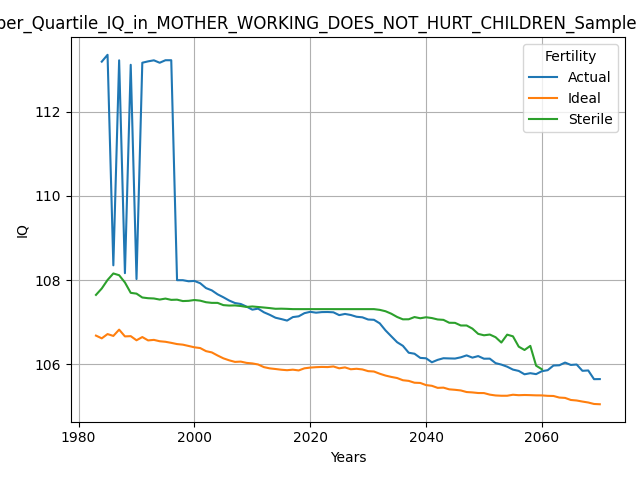 per_Quartile_IQ_in_MOTHER_WORKING_DOES_NOT_HURT_CHILDREN_Sample
Fertility
Actual
Ideal
Sterile
IQ
112
110
108
106
1980
2000
2020
2040
2060
Years